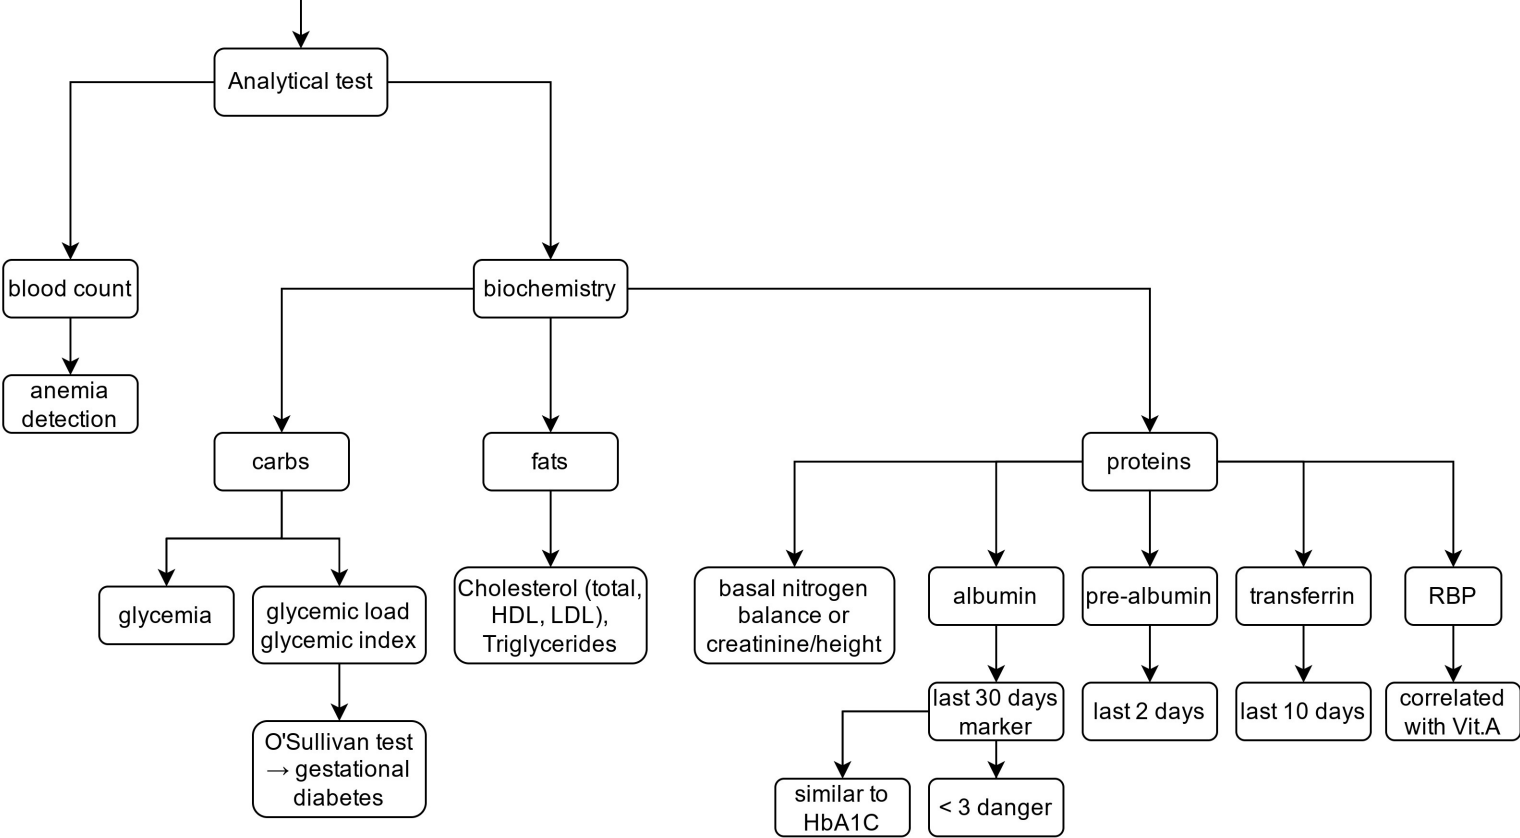 Analytical test
blood count
biochemistry
anemia
detection
carbs
fats
proteins
glycemia
glycemic load
glycemic index
Cholesterol (total,
HDL, LDL),
Triglycerides
basal nitrogen
balance or
creatinine/height
albumin
pre-albumin
transferrin
RBP
last 30 days
marker
last 2 days
last 10 days
correlated
with Vit.A
O'Sullivan test
→ gestational
diabetes
similar to
HbA1C
< 3 danger